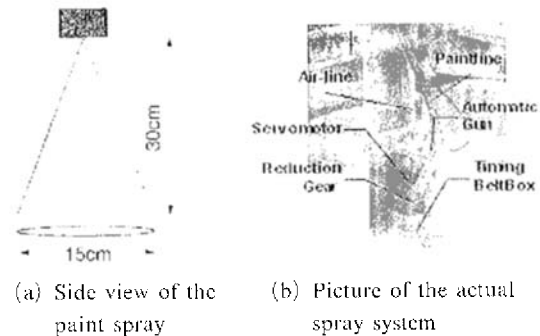 30cm
15cm
(a) Side view of the
paint spray
Air-line
Paintline
Automatic
Gun
Servomotor
Reduction
Gear
Timing
BeltBox
(b) Picture of the actual
spray system